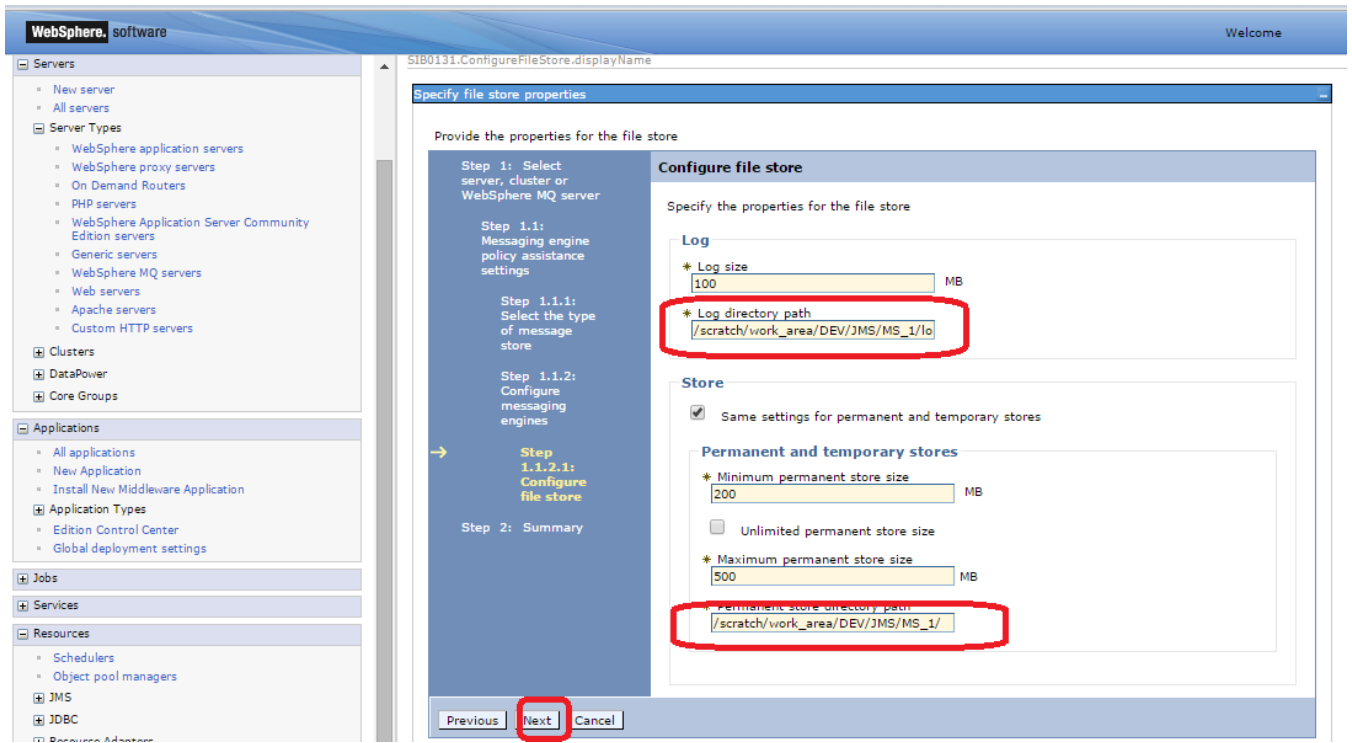 WebSphere. software
Welcome
Servers
New server
All servers
Server Types
WebSphere application servers
WebSphere proxy servers
On Demand Routers
PHP servers
WebSphere Application Server Community
Edition servers
Generic servers
WebSphere MQ servers
Web servers
Apache servers
Custom HTTP servers
Clusters
DataPower
Core Groups
Applications
All applications
New Application
Install New Middleware Application
Application Types
Edition Control Center
Global deployment settings
Jobs
Services
Resources
Schedulers
Object pool managers
JMS
JDBC
Resource Adapters
SIB0131.ConfigureFileStore.displayName
Specify file store properties
Provide the properties for the file store
Step 1: Select
server, cluster or
WebSphere MQ server
Step 1.1:
Messaging engine
policy assistance
settings
Step 1.1.1:
Select the type
of message
store
Step 1.1.2:
Configure
messaging
engines
→ Step
1.1.2.1:
Configure
file store
Step 2: Summary
Configure file store
Specify the properties for the file store
Log
* Log size
100 MB
* Log directory path
/scratch/work_area/DEV/JMS/MS_1/lo
Store
Same settings for permanent and temporary stores
Permanent and temporary stores
* Minimum permanent store size
200 MB
Unlimited permanent store size
* Maximum permanent store size
500 MB
* Permanent store directory path
/scratch/work_area/DEV/JMS/MS_1/
Previous Next Cancel